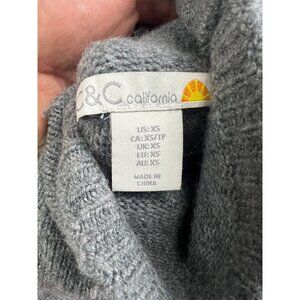 C&C california
US: XS
CA: XS/TP
UK: XS
EU: XS
AU: XS
MADE IN
CHINA